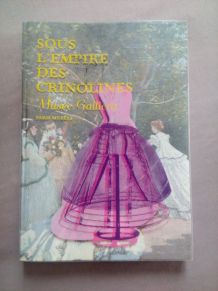 SOUS
L'EMPIRE
DES
CRINOLINES
Musée Galliera
PARIS MUSÉES